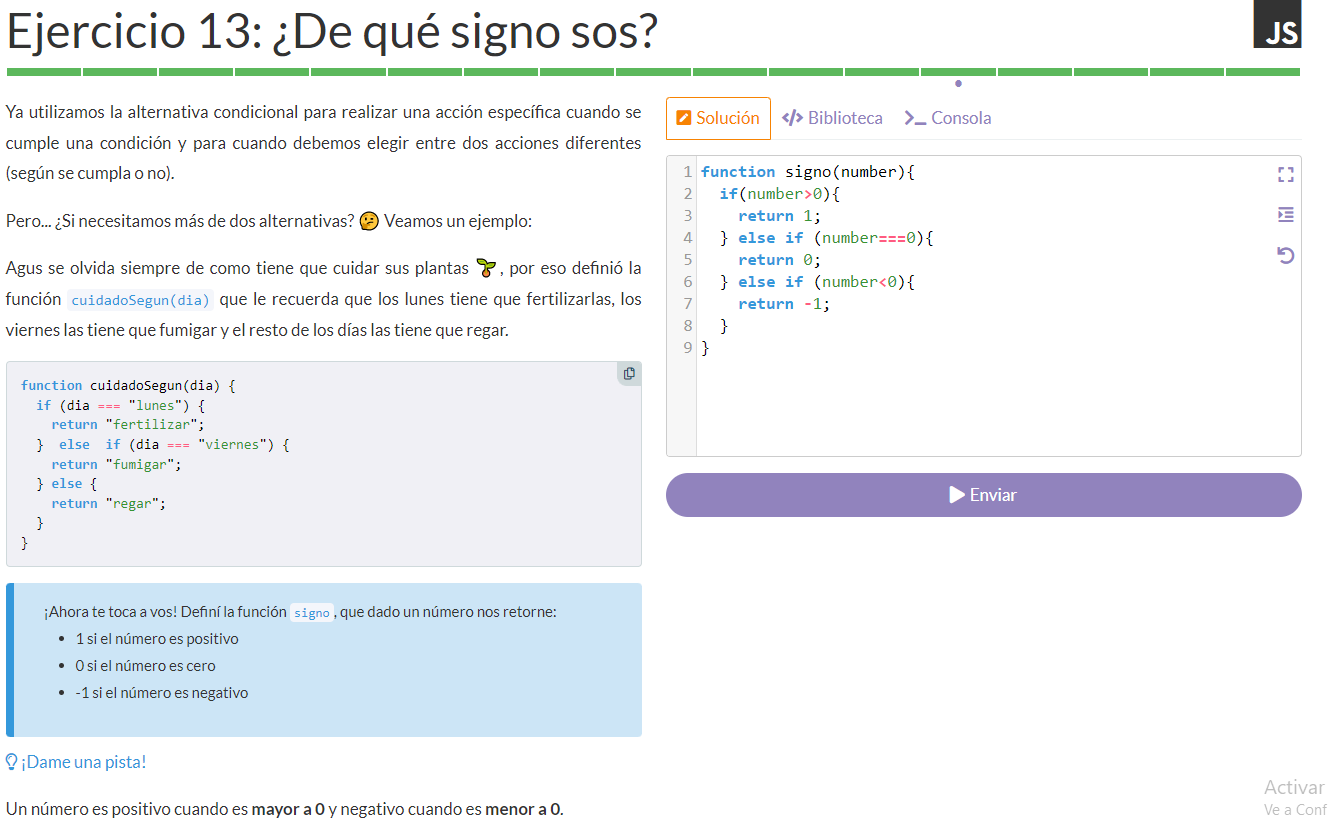 Ejercicio 13: ¿De qué signo sos?
JS
Ya utilizamos la alternativa condicional para realizar una acción específica cuando se
cumple una condición y para cuando debemos elegir entre dos acciones diferentes
(según se cumpla o no).
Pero... ¿Si necesitamos más de dos alternativas? 🤔 Veamos un ejemplo:
Agus se olvida siempre de como tiene que cuidar sus plantas 🌱, por eso definió la
función cuidadoSegun(dia) que le recuerda que los lunes tiene que fertilizarlas, los
viernes las tiene que fumigar y el resto de los días las tiene que regar.
function cuidadoSegun(dia) {
  if (dia === "lunes") {
    return "fertilizar";
  }  else  if (dia === "viernes") {
    return "fumigar";
  } else {
    return "regar";
  }
}
¡Ahora te toca a vos! Definí la función signo, que dado un número nos retorne:
• 1 si el número es positivo
• 0 si el número es cero
• -1 si el número es negativo
¡Dame una pista!
Un número es positivo cuando es mayor a 0 y negativo cuando es menor a 0.
Solución </> Biblioteca >_ Consola
1 function signo(number){
2   if(number>0){
3     return 1;
4   } else if (number===0){
5     return 0;
6   } else if (number<0){
7     return -1;
8   }
9 }
Enviar
Activar
Ve a Conf